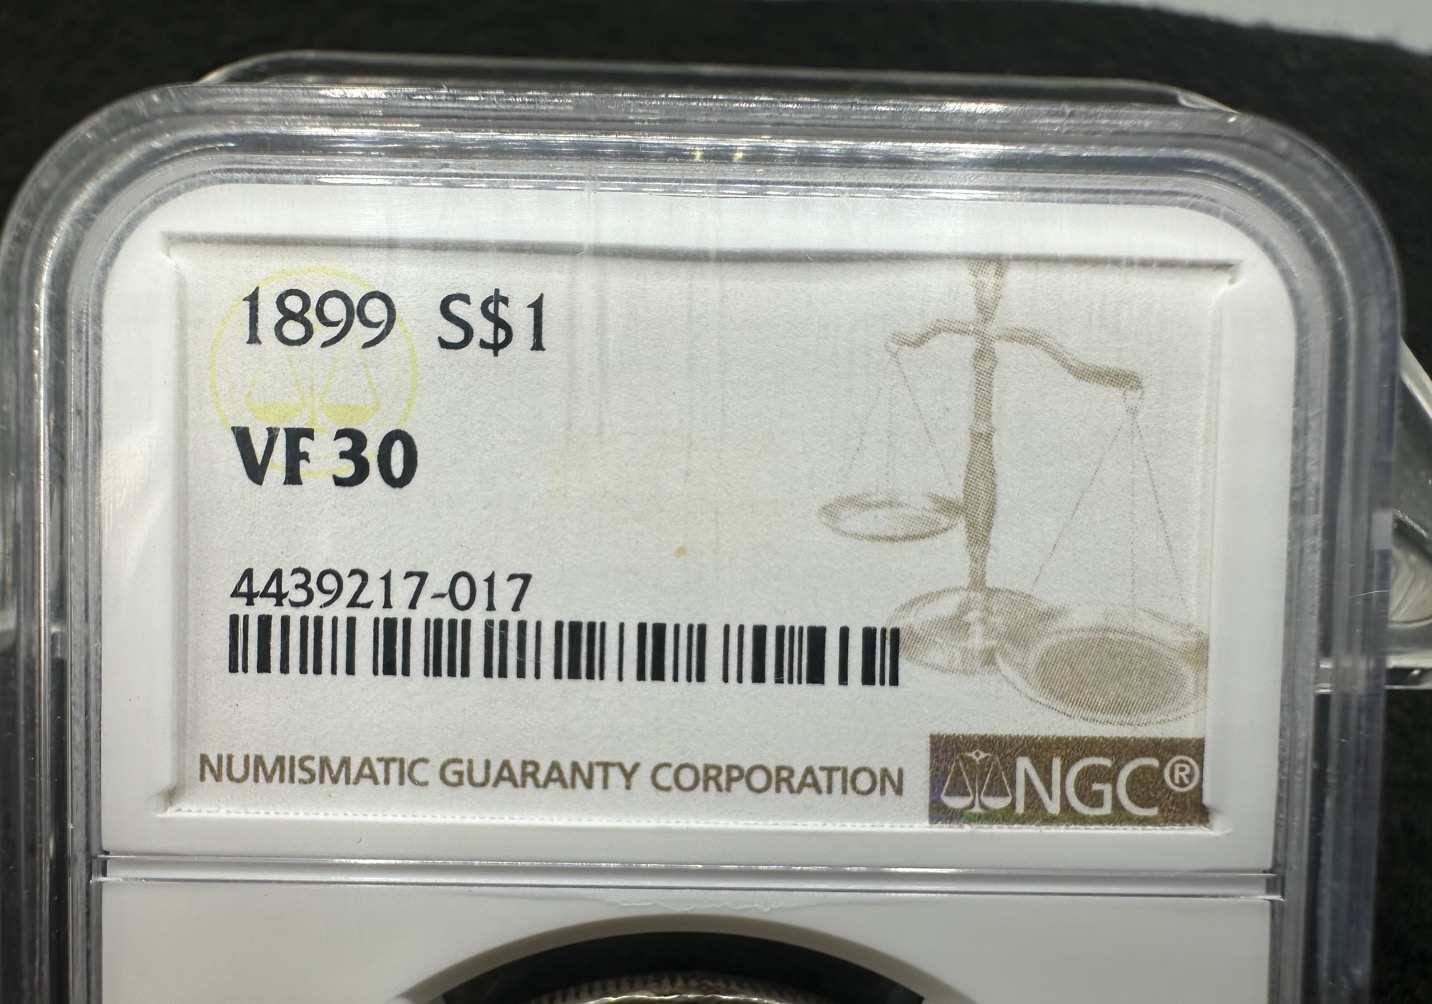 1899 S$1
VF 30
4439217-017
NUMISMATIC GUARANTY CORPORATION
NGC®